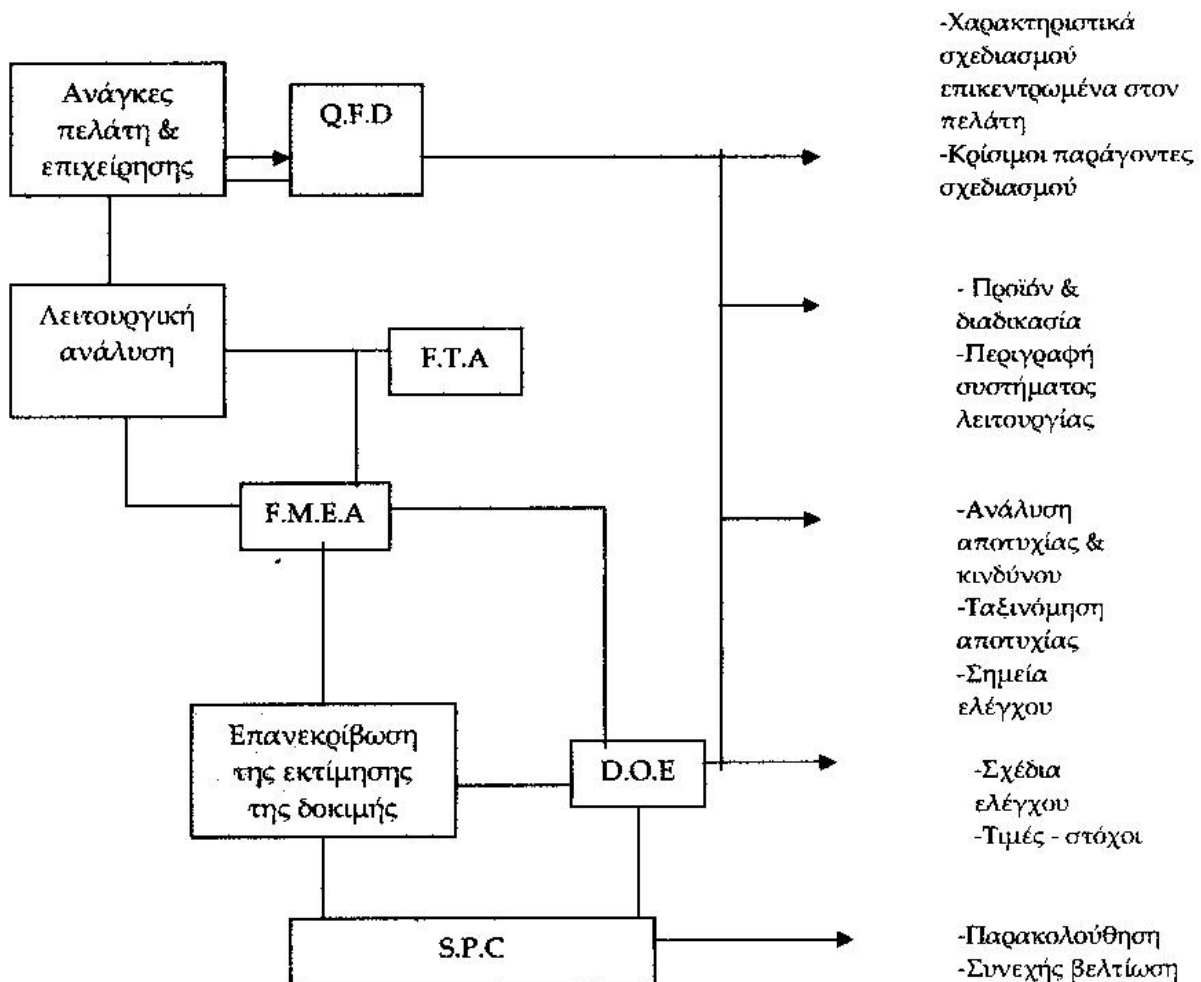 -Χαρακτηριστικά
σχεδιασμού
επικεντρωμένα στον
πελάτη
-Κρίσιμοι παράγοντες
σχεδιασμού
Ανάγκες
πελάτη &
επιχείρησης
Q.F.D
Λειτουργική
ανάλυση
F.T.A
- Προϊόν &
διαδικασία
-Περιγραφή
συστήματος
λειτουργίας
F.M.E.A
-Ανάλυση
αποτυχίας &
κινδύνου
-Ταξινόμηση
αποτυχίας
-Σημεία
ελέγχου
Επανεκρίβωση
της εκτίμησης
της δοκιμής
D.O.E
-Σχέδια
ελέγχου
-Τιμές - στόχοι
S.P.C
-Παρακολούθηση
-Συνεχής βελτίωση